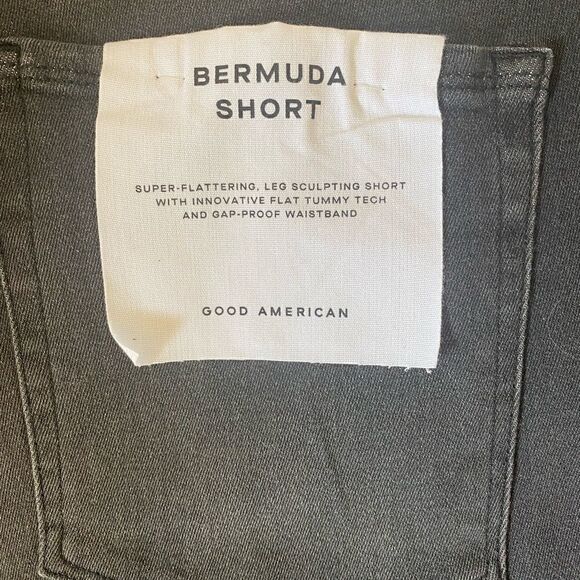 BERMUDA
SHORT
SUPER-FLATTERING, LEG SCULPTING SHORT
WITH INNOVATIVE FLAT TUMMY TECH
AND GAP-PROOF WAISTBAND
GOOD AMERICAN